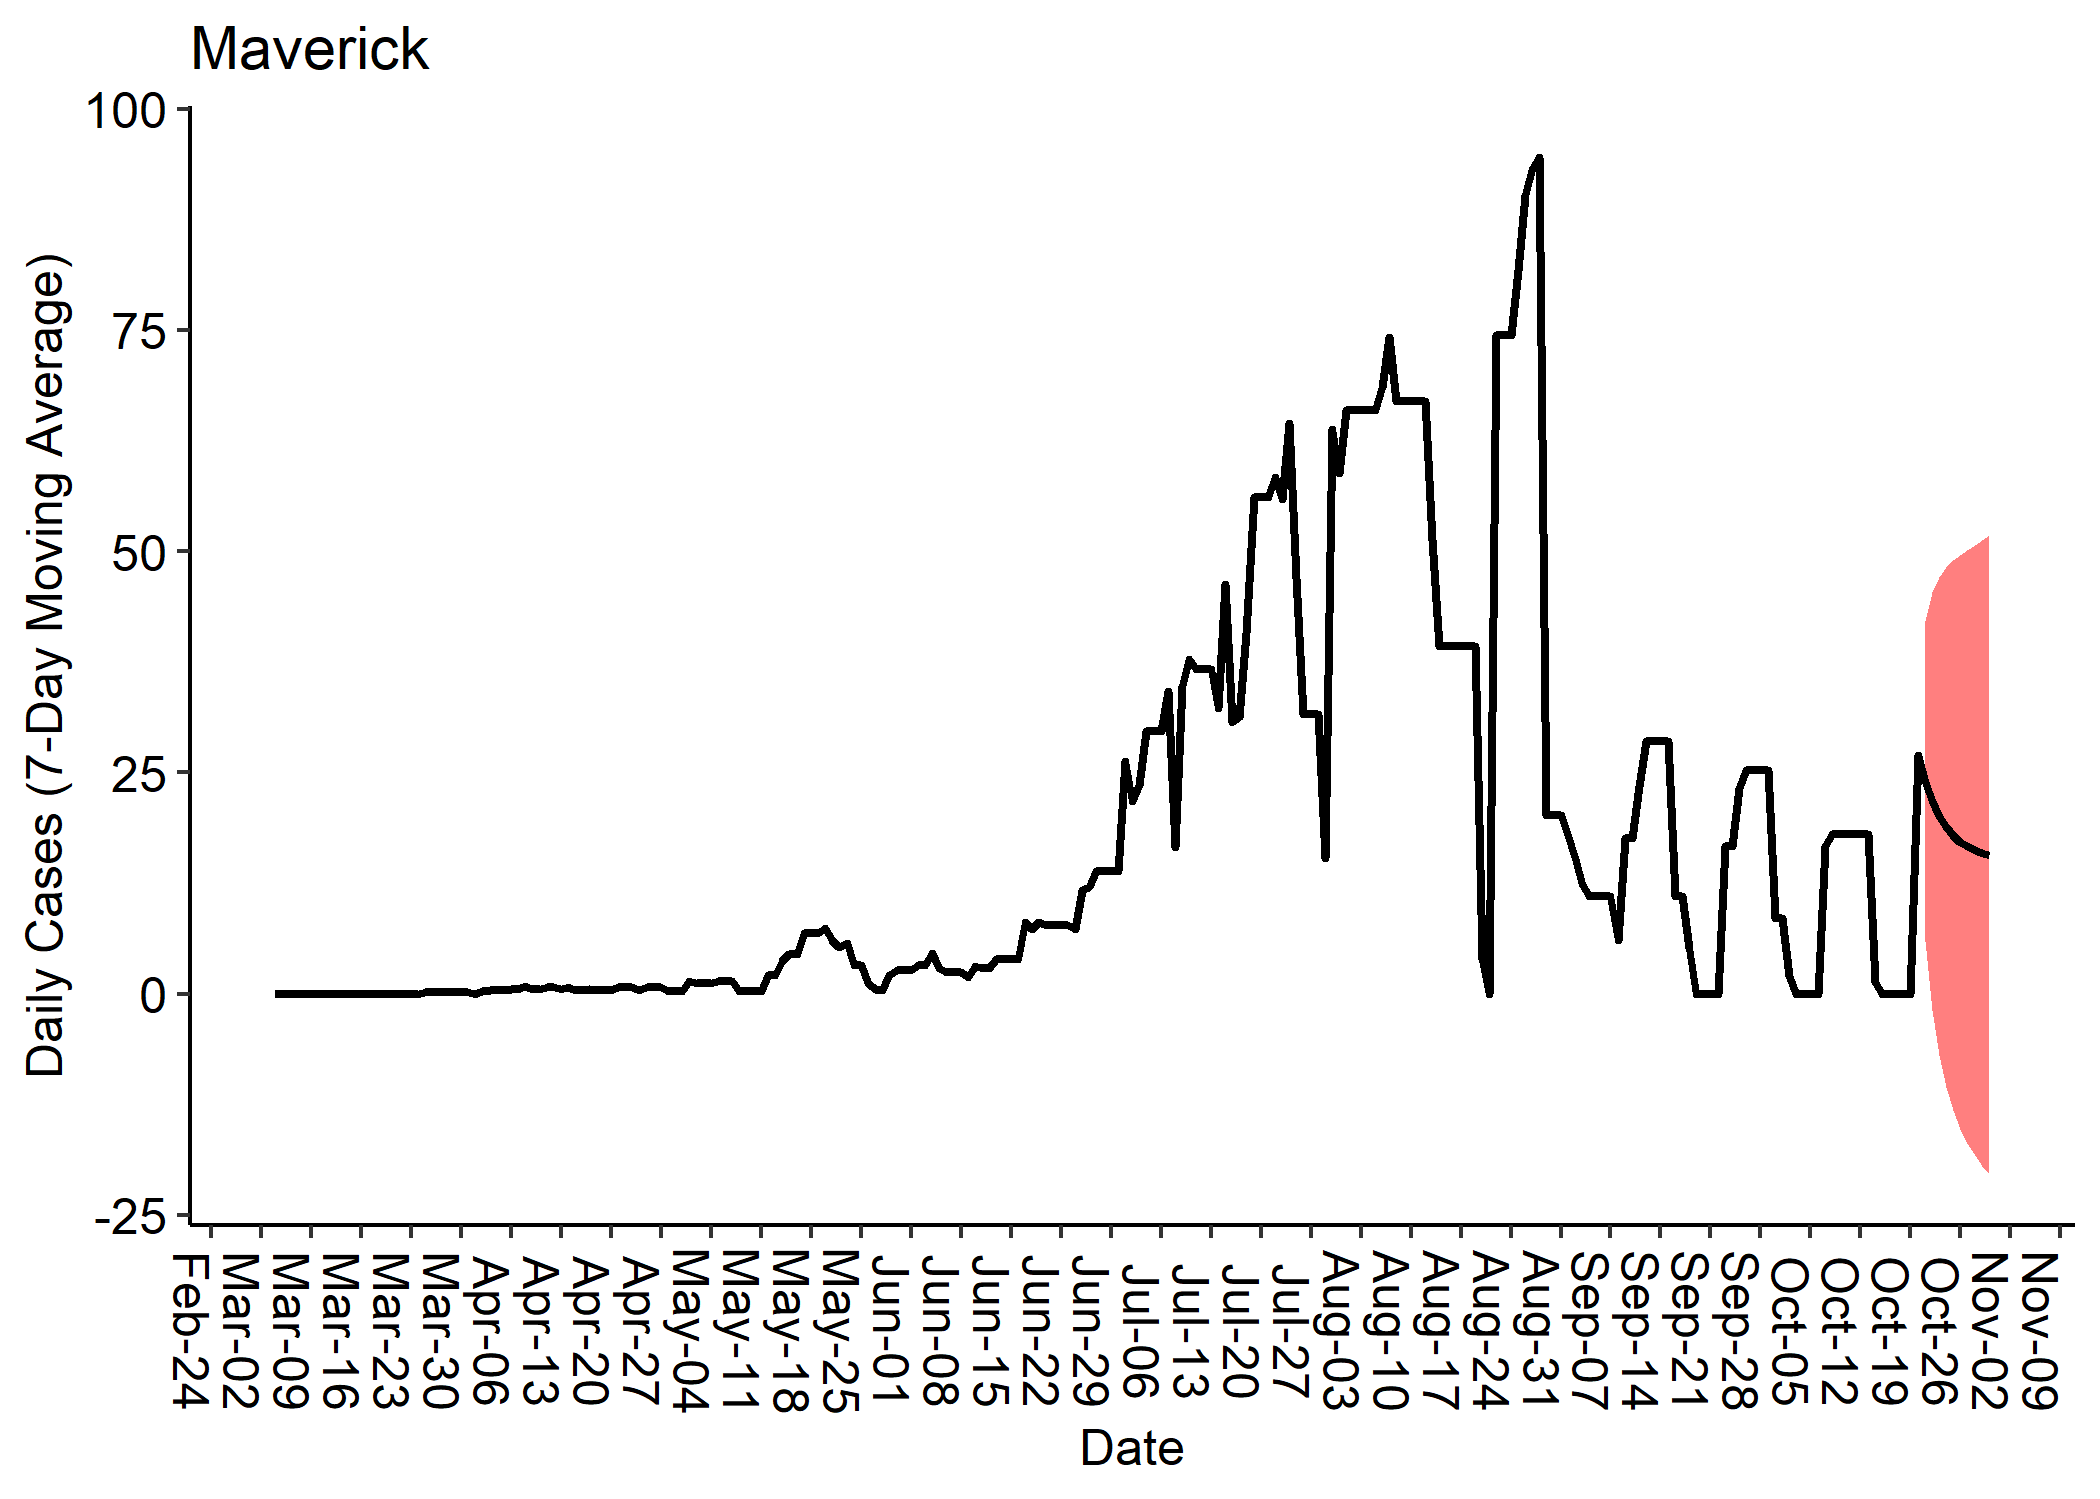 Maverick
100
75
50
25
0
-25
Daily Cases (7-Day Moving Average)
Feb-24
Mar-02
Mar-09
Mar-16
Mar-23
Mar-30
Apr-06
Apr-13
Apr-20
Apr-27
May-04
May-11
May-18
May-25
Jun-01
Jun-08
Jun-15
Jun-22
Jun-29
Jul-06
Jul-13
Jul-20
Jul-27
Aug-03
Aug-10
Aug-17
Aug-24
Aug-31
Sep-07
Sep-14
Sep-21
Sep-28
Oct-05
Oct-12
Oct-19
Oct-26
Nov-02
Nov-09
Date